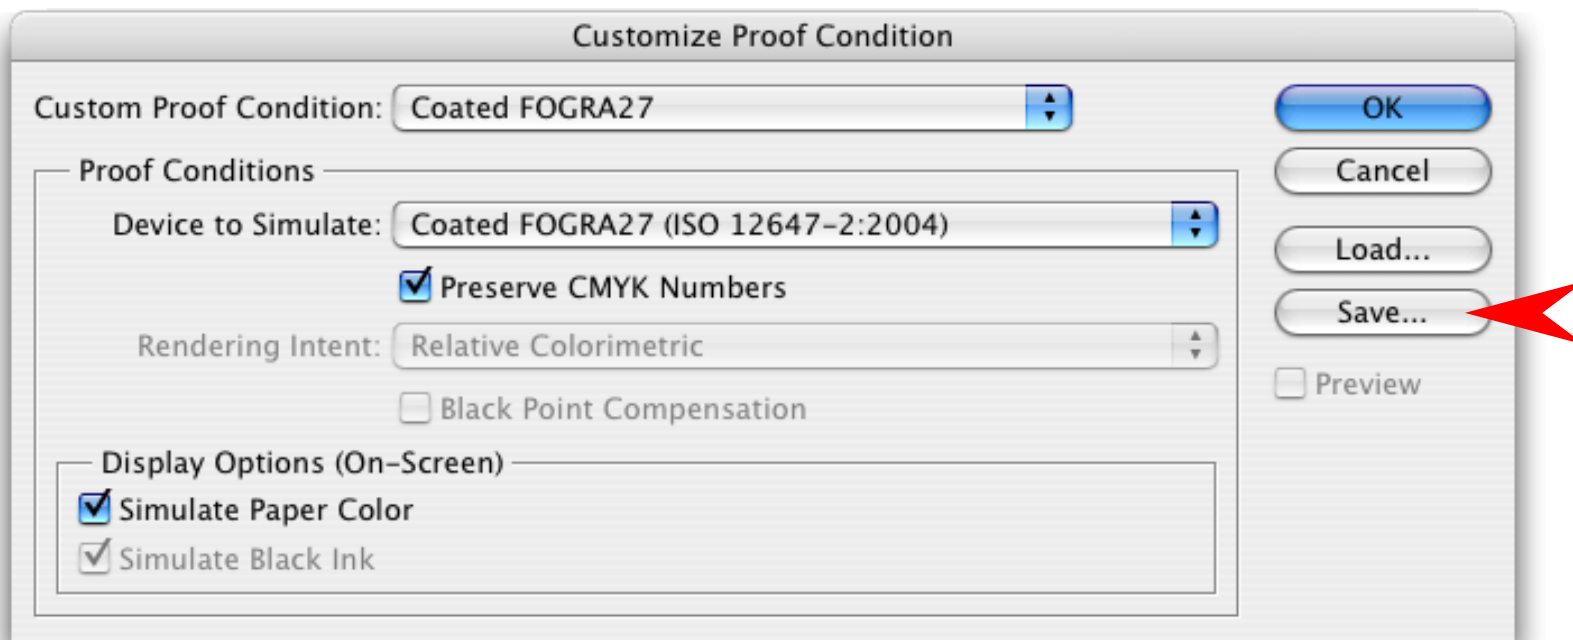 Customize Proof Condition
Custom Proof Condition: Coated FOGRA27
OK
Proof Conditions
Cancel
Device to Simulate: Coated FOGRA27 (ISO 12647-2:2004)
Load...
Preserve CMYK Numbers
Save...
Rendering Intent: Relative Colorimetric
Preview
Black Point Compensation
Display Options (On-Screen)
Simulate Paper Color
Simulate Black Ink